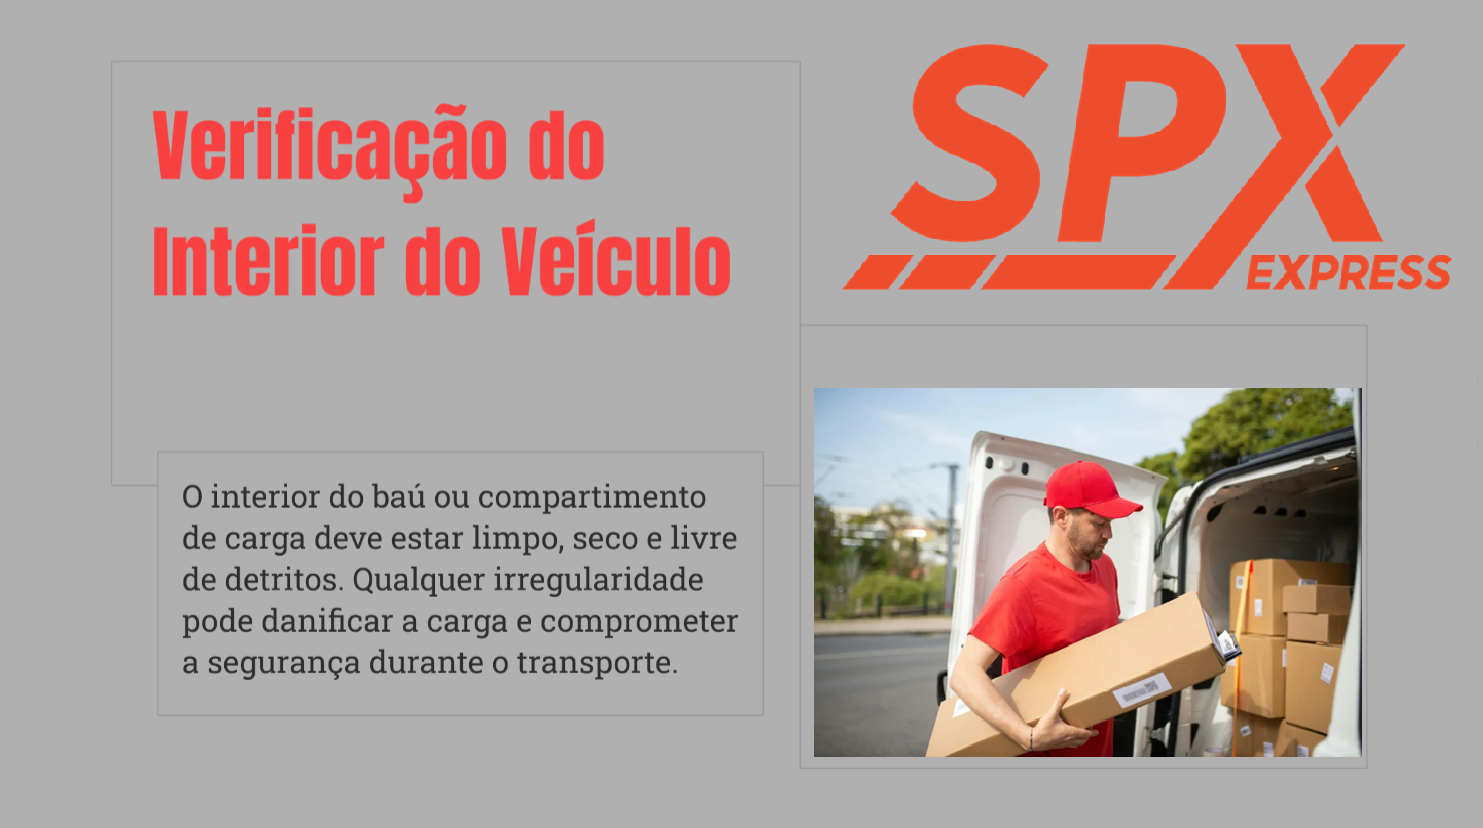 Verificação do
Interior do Veículo
SPX
EXPRESS
O interior do baú ou compartimento
de carga deve estar limpo, seco e livre
de detritos. Qualquer irregularidade
pode danificar a carga e comprometer
a segurança durante o transporte.